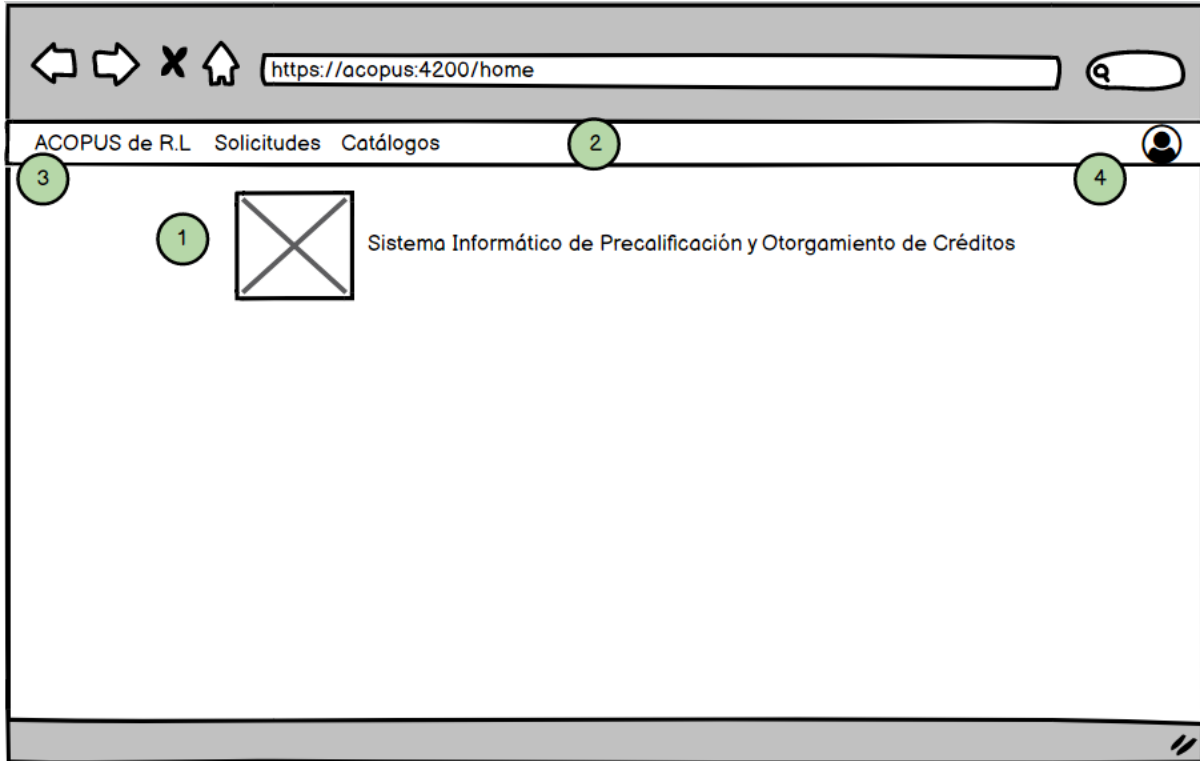 https://acopus:4200/home
ACOPUS de R.L Solicitudes Catálogos 2
3
4
1
Sistema Informático de Precalificación y Otorgamiento de Créditos